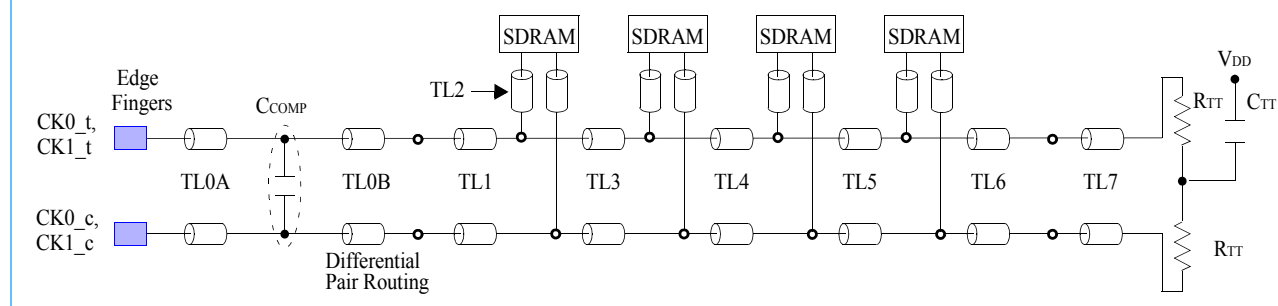 SDRAM SDRAM SDRAM SDRAM
Edge
Fingers
TL2
CCOMP
VDD
RTT
CTT
CK0_t,
CK1_t
TL0A TL0B TL1 TL3 TL4 TL5 TL6 TL7
CK0_c,
CK1_c
RTT
Differential
Pair Routing